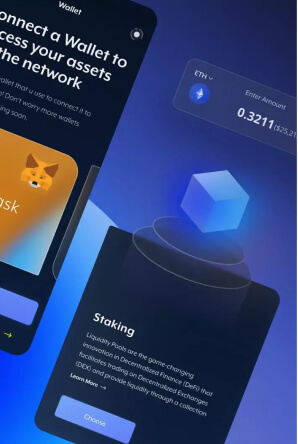 Wallet
onnect a Wallet to
cess your assets
the network
wallet that u use to connect it to
Don't worry more wallets
ing soon.
ask
ETH
Enter Amount
0.3211
($25,21
Staking
Liquidity Pools are the game-changing
innovation in Decentralized Finance (DeFi) that
facilitates trading on Decentralized Exchanges
(DEX) and provide liquidity through a collection
Learn More →
Choose
→